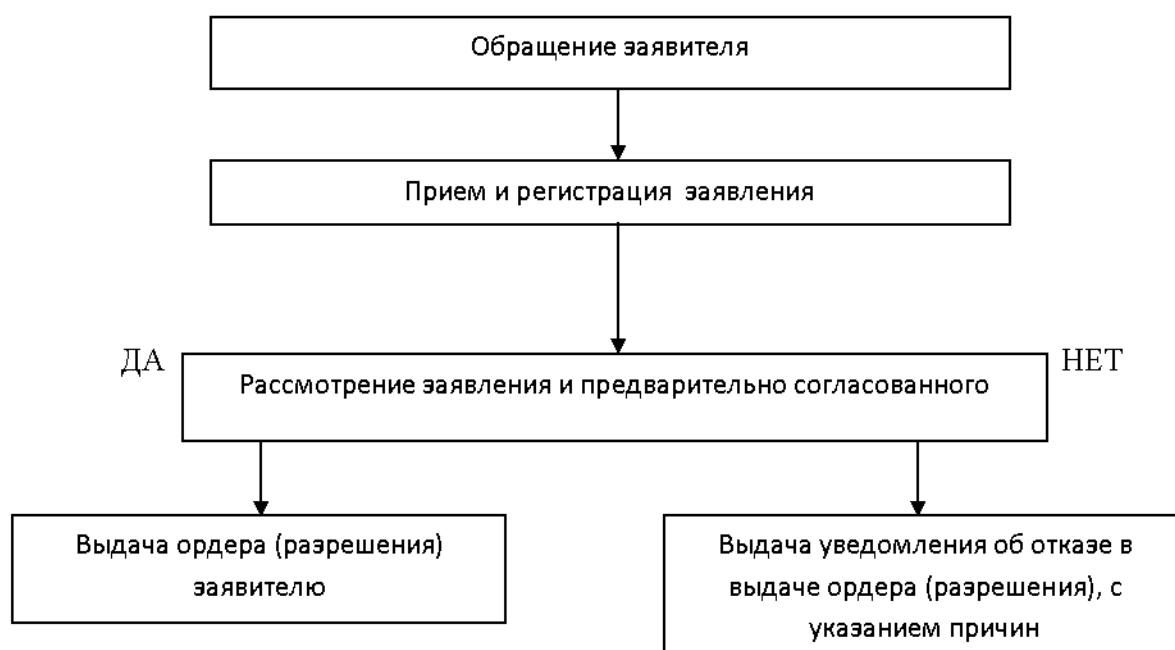 Обращение заявителя
Прием и регистрация заявления
ДА
НЕТ
Рассмотрение заявления и предварительно согласованного
Выдача ордера (разрешения)
заявителю
Выдача уведомления об отказе в
выдаче ордера (разрешения), с
указанием причин